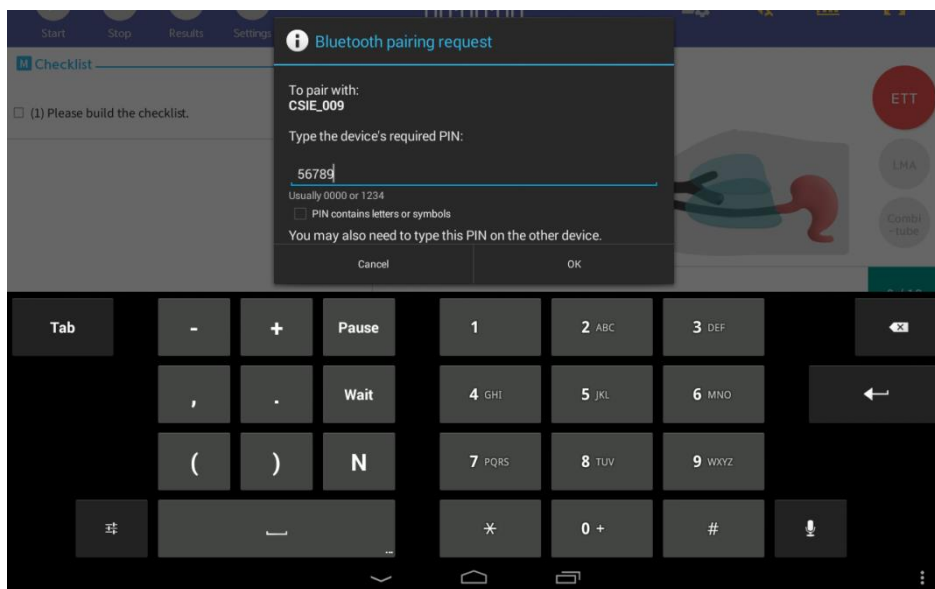 Start Stop Results Settings
M Checklist
(1) Please build the checklist.
Bluetooth pairing request
To pair with:
CSIE_009
Type the device's required PIN:
56789
Usually 0000 or 1234
PIN contains letters or symbols
You may also need to type this PIN on the other device.
Cancel OK
ETT
LMA
Combi
-tube
Tab - + Pause 1 2 ABC 3 DEF
, . Wait 4 GHI 5 JKL 6 MNO
( ) N 7 PQRS 8 TUV 9 WXYZ
* 0 + #